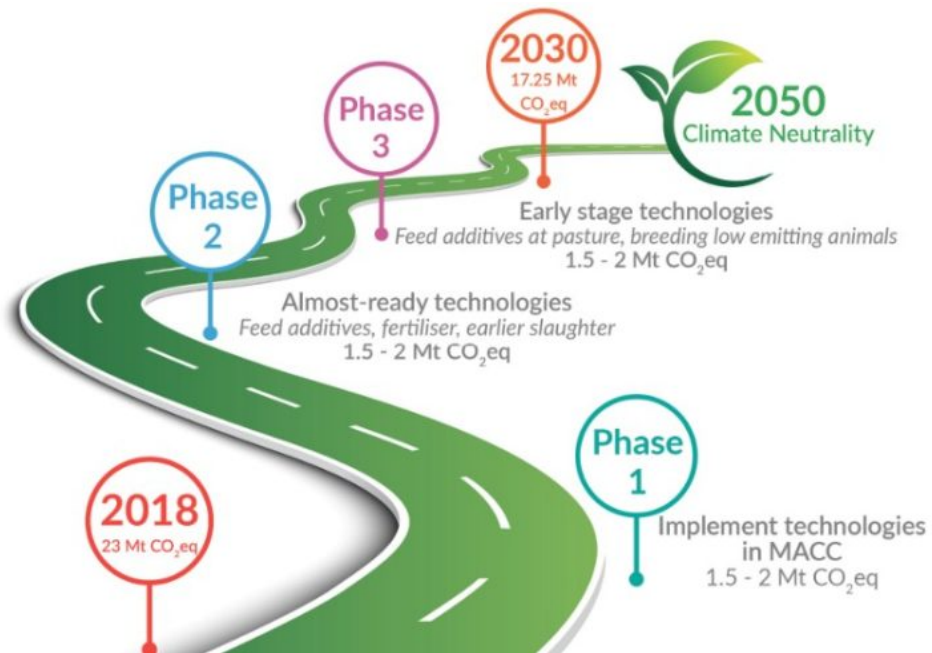 2030
17.25 Mt
CO₂eq
2050
Climate Neutrality
Phase
3
Early stage technologies
Feed additives at pasture, breeding low emitting animals
1.5 - 2 Mt CO₂eq
Phase
2
Almost-ready technologies
Feed additives, fertiliser, earlier slaughter
1.5 - 2 Mt CO₂eq
Phase
1
Implement technologies
in MACC
1.5 - 2 Mt CO₂eq
2018
23 Mt CO₂eq